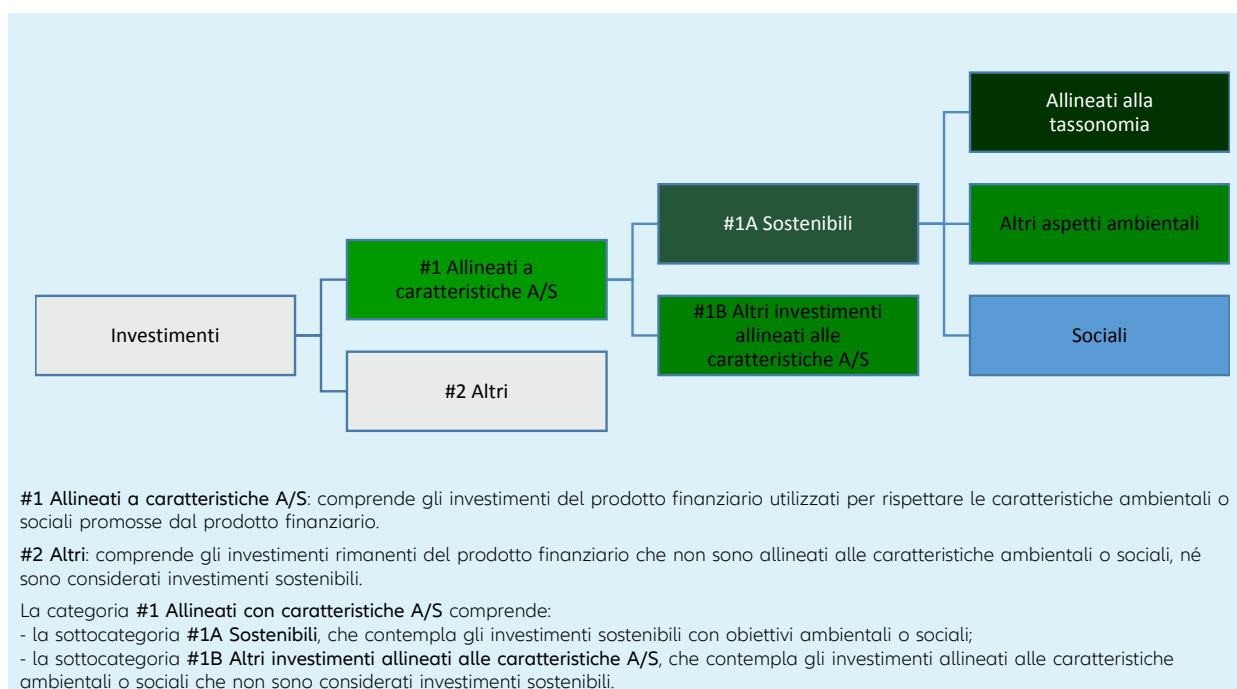 Allineati alla
tassonomia
#1A Sostenibili
Altri aspetti ambientali
#1 Allineati a
caratteristiche A/S
#1B Altri investimenti
allineati alle
caratteristiche A/S
Investimenti
Sociali
#2 Altri
#1 Allineati a caratteristiche A/S: comprende gli investimenti del prodotto finanziario utilizzati per rispettare le caratteristiche ambientali o
sociali promosse dal prodotto finanziario.
#2 Altri: comprende gli investimenti rimanenti del prodotto finanziario che non sono allineati alle caratteristiche ambientali o sociali, né
sono considerati investimenti sostenibili.
La categoria #1 Allineati con caratteristiche A/S comprende:
- la sottocategoria #1A Sostenibili, che contempla gli investimenti sostenibili con obiettivi ambientali o sociali;
- la sottocategoria #1B Altri investimenti allineati alle caratteristiche A/S, che contempla gli investimenti allineati alle caratteristiche
ambientali o sociali che non sono considerati investimenti sostenibili.